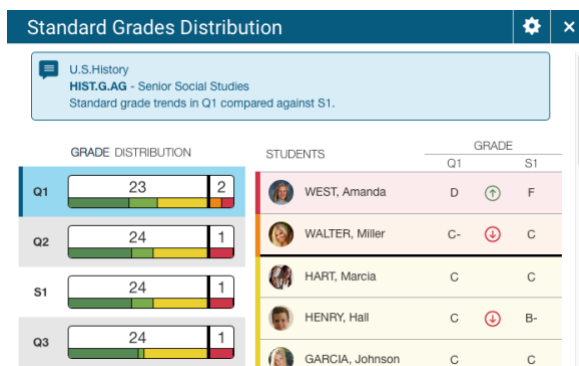 Standard Grades Distribution
U.S.History
HIST.G.AG - Senior Social Studies
Standard grade trends in Q1 compared against S1.
GRADE DISTRIBUTION
Q1 23 2
Q2 24 1
S1 24 1
Q3 24 1
STUDENTS GRADE
Q1 S1
WEST, Amanda D F
WALTER, Miller C- C
HART, Marcia C C
HENRY, Hall C B-
GARCIA, Johnson C C